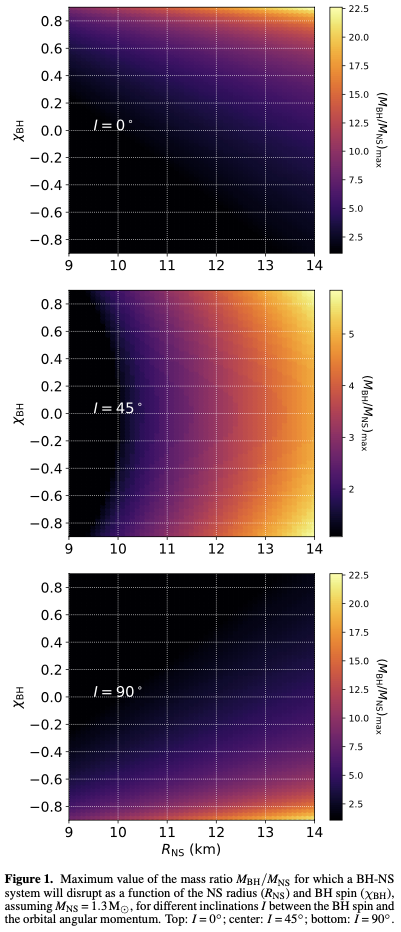 0.8
0.6
0.4
0.2
0.0
−0.2
−0.4
−0.6
−0.8
χBH
I = 0°
9 10 11 12 13 14
22.5
20.0
17.5
15.0
12.5
10.0
7.5
5.0
2.5
(MBH/MNS)max
0.8
0.6
0.4
0.2
0.0
−0.2
−0.4
−0.6
−0.8
χBH
I = 45°
9 10 11 12 13 14
5
4
3
2
(MBH/MNS)max
0.8
0.6
0.4
0.2
0.0
−0.2
−0.4
−0.6
−0.8
χBH
I = 90°
9 10 11 12 13 14
RNS (km)
22.5
20.0
17.5
15.0
12.5
10.0
7.5
5.0
2.5
(MBH/MNS)max
Figure 1. Maximum value of the mass ratio MBH/MNS for which a BH-NS
system will disrupt as a function of the NS radius (RNS) and BH spin (χBH),
assuming MNS = 1.3 M⊙, for different inclinations I between the BH spin and
the orbital angular momentum. Top: I = 0°; center: I = 45°; bottom: I = 90°.